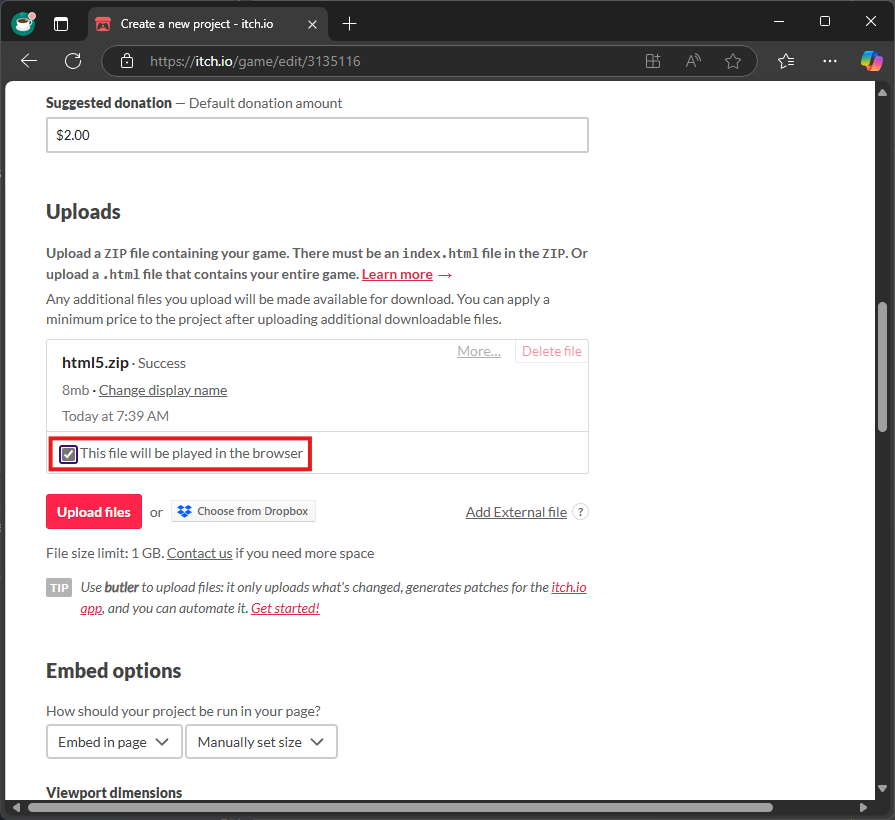 Create a new project - itch.io
https://itch.io/game/edit/3135116
Suggested donation — Default donation amount
$2.00
Uploads
Upload a ZIP file containing your game. There must be an index.html file in the ZIP. Or
upload a .html file that contains your entire game. Learn more →
Any additional files you upload will be made available for download. You can apply a
minimum price to the project after uploading additional downloadable files.
html5.zip · Success
More...
Delete file
8mb · Change display name
Today at 7:39 AM
This file will be played in the browser
Upload files or Choose from Dropbox
Add External file ?
File size limit: 1 GB. Contact us if you need more space
TIP Use butler to upload files: it only uploads what's changed, generates patches for the itch.io
app, and you can automate it. Get started!
Embed options
How should your project be run in your page?
Embed in page
Manually set size
Viewport dimensions